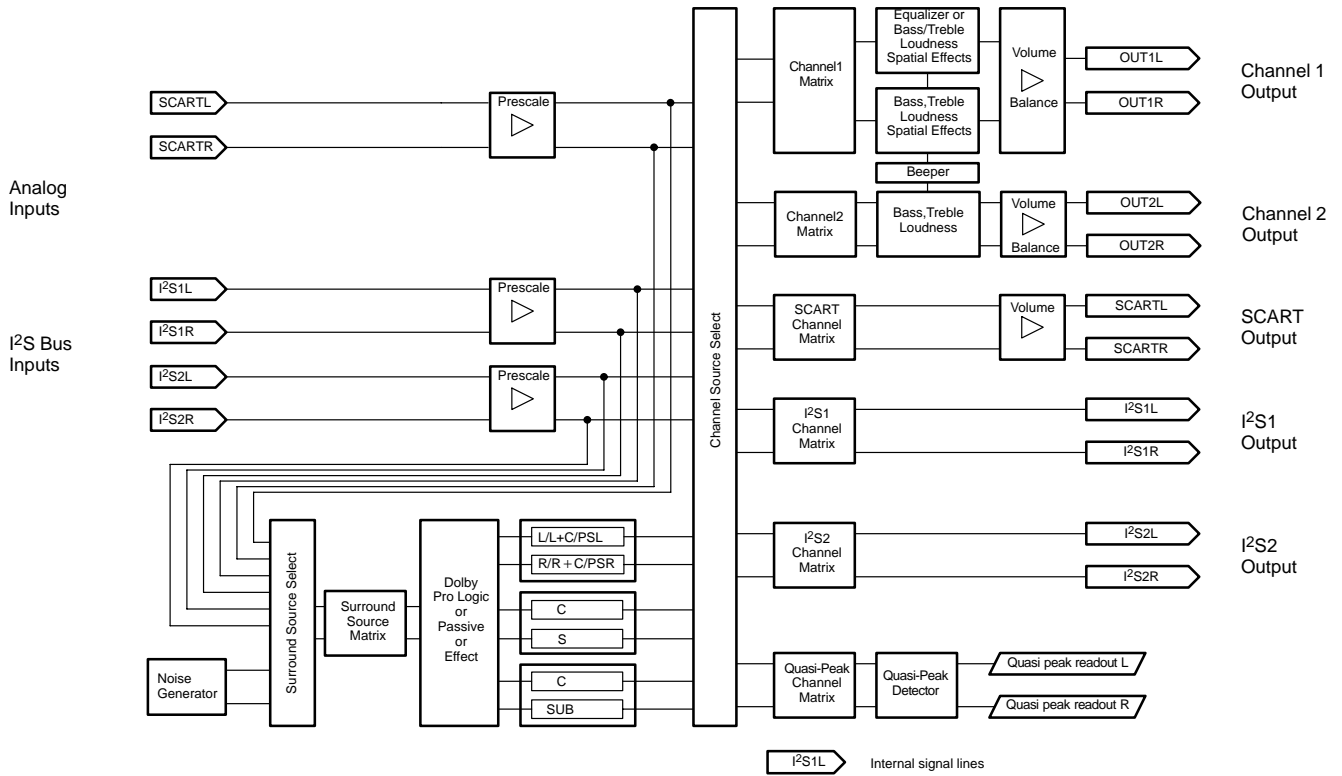 Analog
Inputs
I²S Bus
Inputs
SCARTL
SCARTR
I²S1L
I²S1R
I²S2L
I²S2R
Prescale
Prescale
Prescale
Noise
Generator
Surround Source Select
Surround
Source
Matrix
Dolby
Pro Logic
or
Passive
or
Effect
L/L+C/PSL
R/R+C/PSR
C
S
C
SUB
Channel Source Select
Channel1
Matrix
Equalizer or
Bass/Treble
Loudness
Spatial Effects
Bass,Treble
Loudness
Spatial Effects
Beeper
Volume
Balance
OUT1L
OUT1R
Channel 1
Output
Channel2
Matrix
Bass,Treble
Loudness
Volume
Balance
OUT2L
OUT2R
Channel 2
Output
SCART
Channel
Matrix
Volume
SCARTL
SCARTR
SCART
Output
I²S1
Channel
Matrix
I²S1L
I²S1R
I²S1
Output
I²S2
Channel
Matrix
I²S2L
I²S2R
I²S2
Output
Quasi-Peak
Channel
Matrix
Quasi-Peak
Detector
Quasi peak readout L
Quasi peak readout R
I²S1L
Internal signal lines